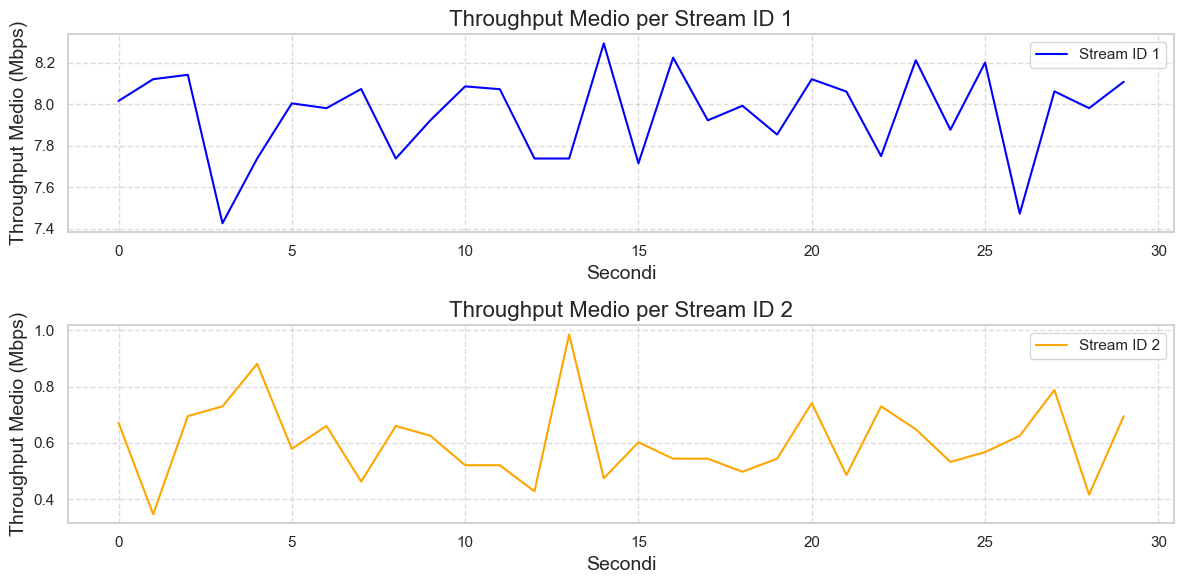 Throughput Medio per Stream ID 1
Throughput Medio (Mbps)
8.2
8.0
7.8
7.6
7.4
Stream ID 1
0 5 10 15 20 25 30
Secondi
Throughput Medio per Stream ID 2
Throughput Medio (Mbps)
1.0
0.8
0.6
0.4
Stream ID 2
0 5 10 15 20 25 30
Secondi